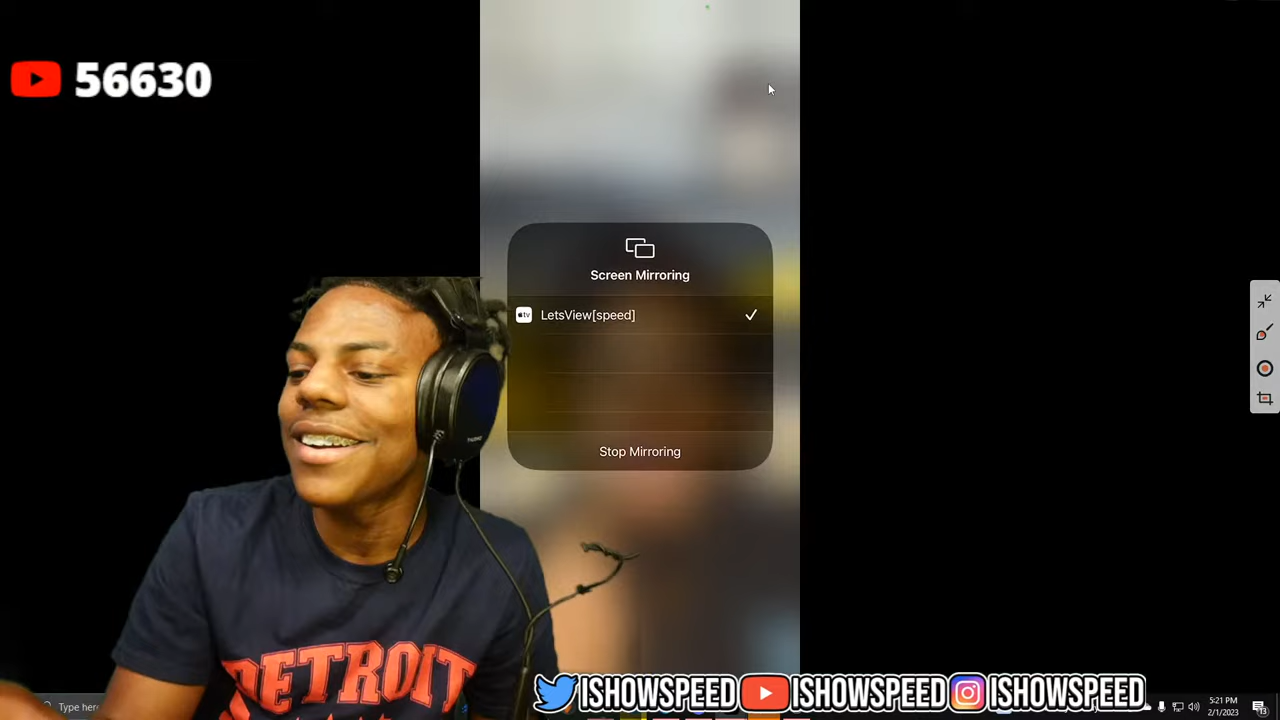 56630
Screen Mirroring
LetsView[speed]
Stop Mirroring
DETROIT
ISHOWSPEED ISHOWSPEED ISHOWSPEED
Type here
5:21 PM
2/1/2023